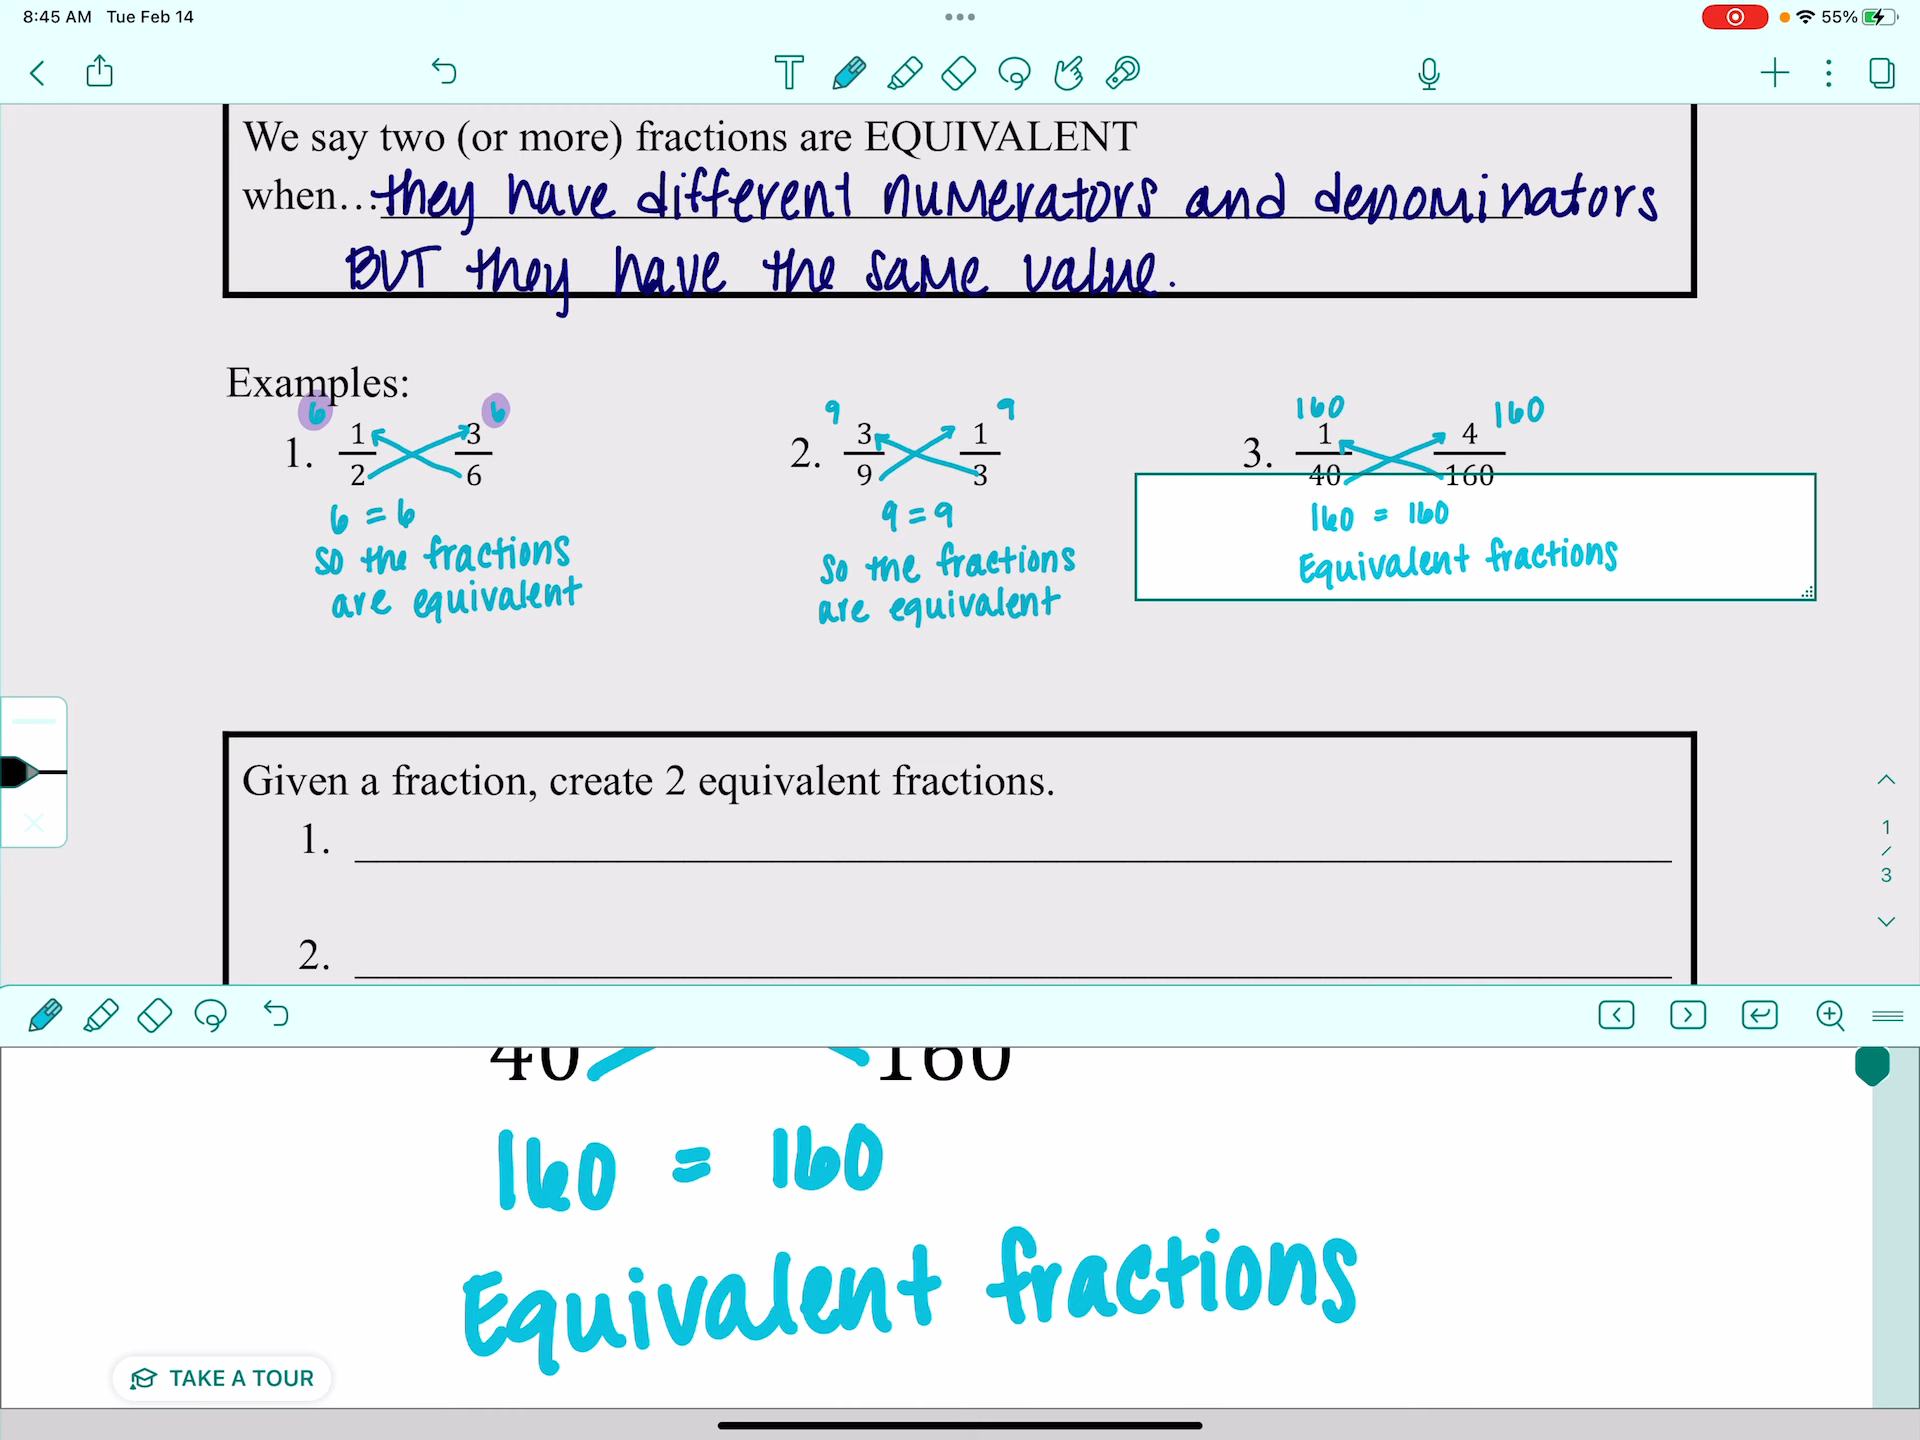 8:45 AM Tue Feb 14
55%
We say two (or more) fractions are EQUIVALENT
when... they have different numerators and denominators
BUT they have the same value.
Examples:
6 6 9 9 160 160
1. 1/2 3/6 2. 3/9 1/3 3. 1/40 4/160
6 = 6 9 = 9 160 = 160
so the fractions so the fractions Equivalent fractions
are equivalent are equivalent
Given a fraction, create 2 equivalent fractions.
1.
2.
1 / 3
40 160
160 = 160
Equivalent fractions
TAKE A TOUR